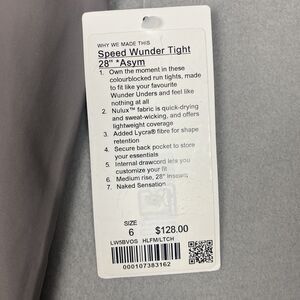 WHY WE MADE THIS
Speed Wunder Tight
28" *Asym
1. Own the moment in these
colourblocked run tights, made
to fit like your favourite
Wunder Unders and feel like
nothing at all
2. Nulux™ fabric is quick-drying
and sweat-wicking, and offers
lightweight coverage
3. Added Lycra® fibre for shape
retention
4. Secure back pocket to store
your essentials
5. Internal drawcord lets you
customize your fit
6. Medium rise, 28" inseam
7. Naked Sensation
SIZE
6 $128.00
LW5BVOS HLFM/LTCH
000107383162